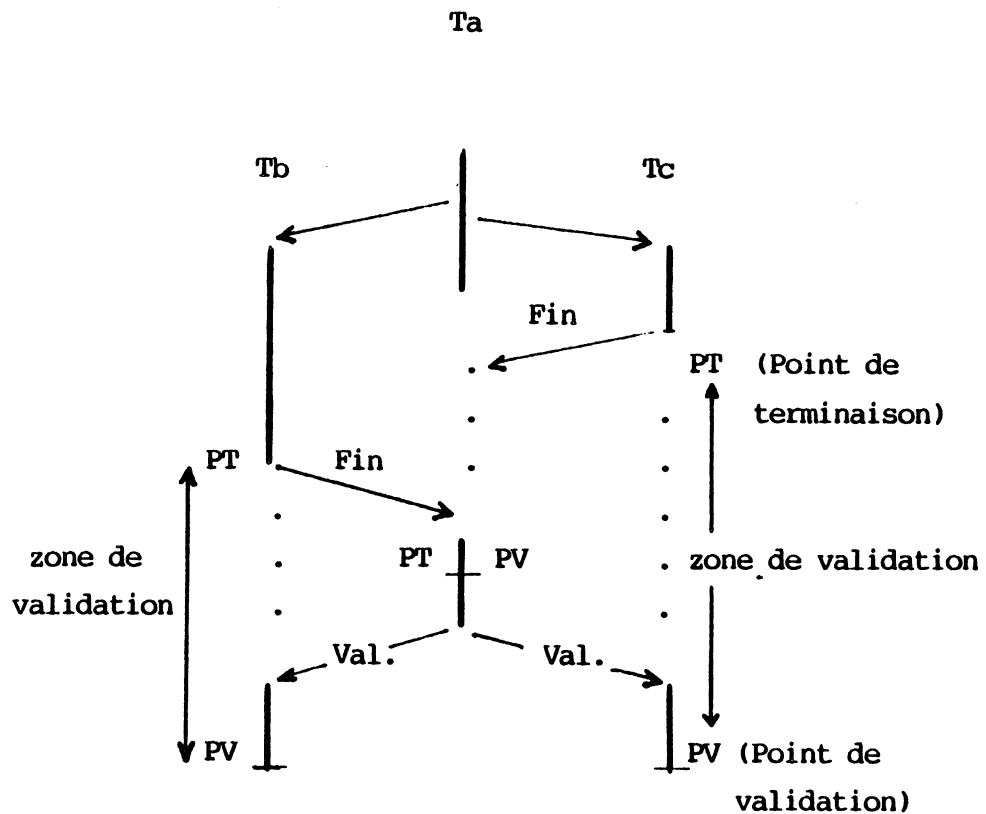 Ta
Tb
Tc
Fin
PT (Point de
terminaison)
PT
Fin
zone de
validation
PT
PV
zone de validation
Val.
Val.
PV
PV (Point de
validation)